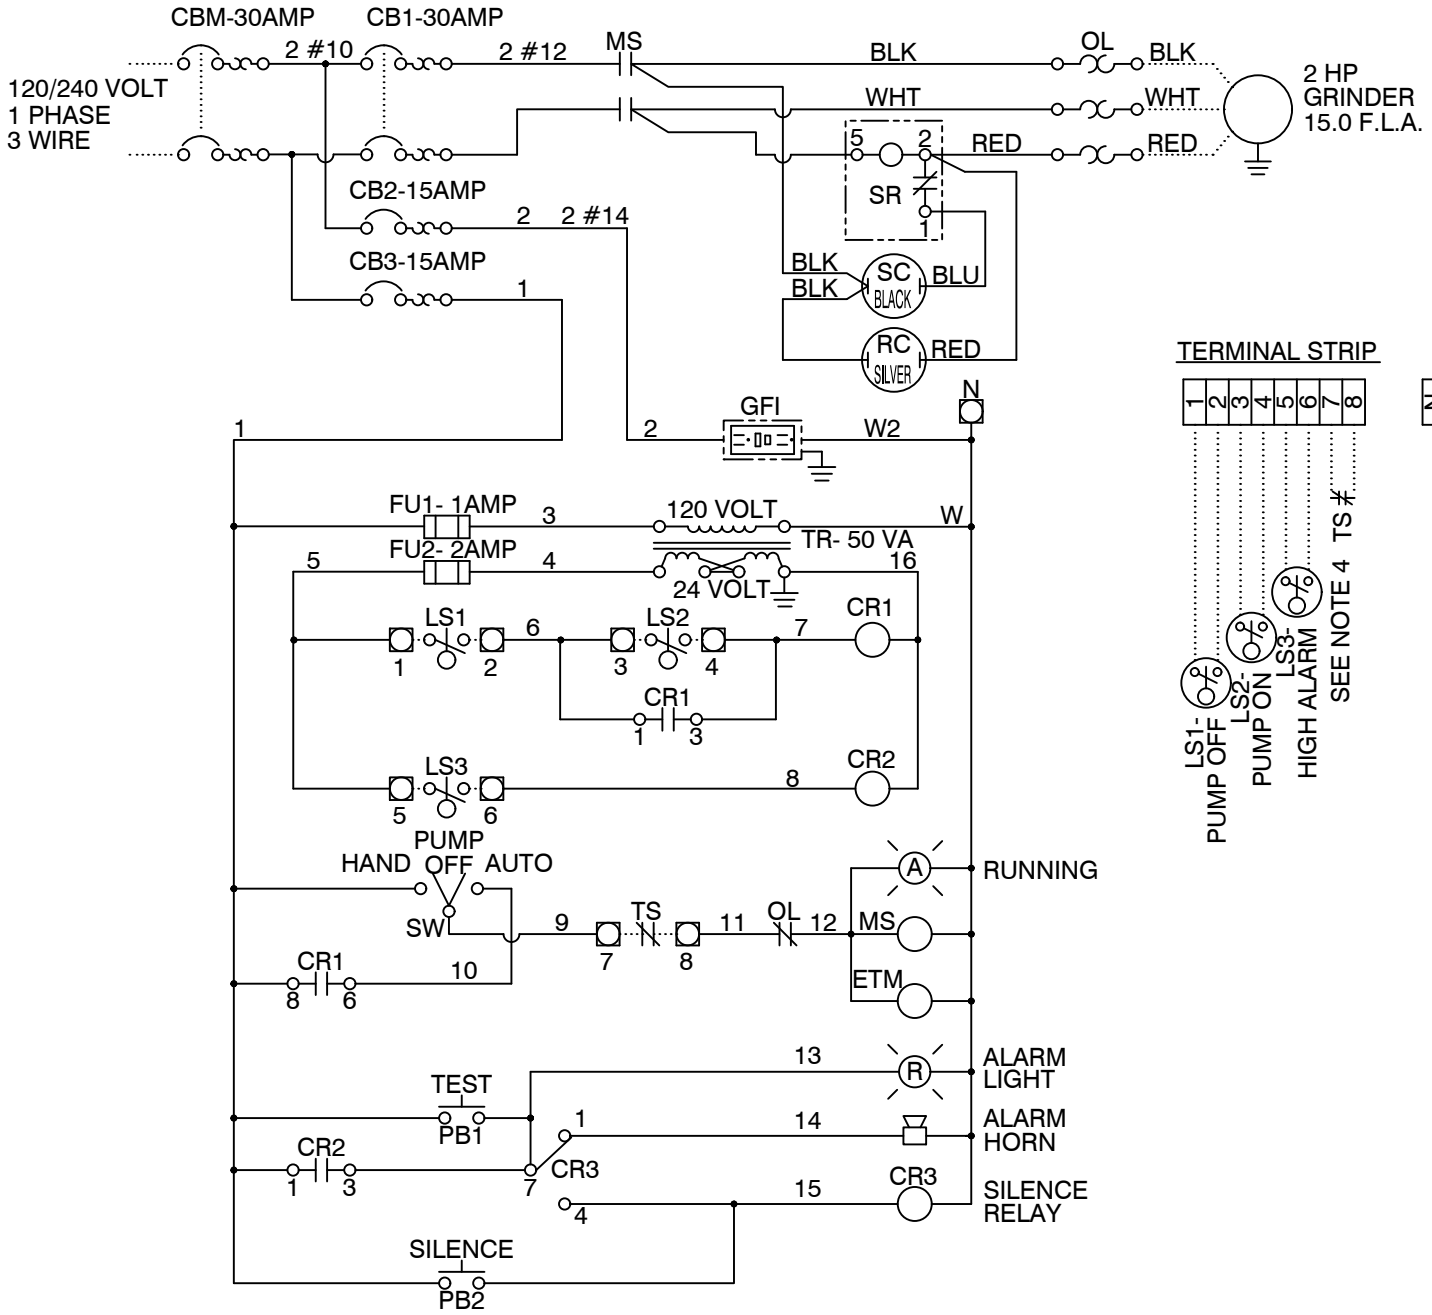 CBM-30AMP
CB1-30AMP
2 #10
2 #12
MS
BLK
OL
BLK
120/240 VOLT
1 PHASE
3 WIRE
2 HP
GRINDER
15.0 F.L.A.
WHT
WHT
5
2
RED
RED
SR
1
CB2-15AMP
2
2 #14
CB3-15AMP
1
BLK
BLK
SC
BLACK
BLU
RC
SILVER
RED
TERMINAL STRIP
1
2
3
4
5
6
7
8
N
N
GFI
1
2
W2
FU1- 1AMP
3
120 VOLT
W
TR- 50 VA
FU2- 2AMP
5
4
16
24 VOLT
LS1
6
LS2
7
CR1
1
2
3
4
CR1
1
3
LS3
8
CR2
5
6
TS
SEE NOTE 4
LS3-
HIGH ALARM
LS2-
PUMP ON
LS1-
PUMP OFF
PUMP
HAND
OFF
AUTO
SW
9
TS
11
OL
12
7
8
A
RUNNING
MS
ETM
CR1
10
8
6
13
R
ALARM
LIGHT
TEST
PB1
1
14
ALARM
HORN
CR2
1
3
7
CR3
4
15
CR3
SILENCE
RELAY
SILENCE
PB2